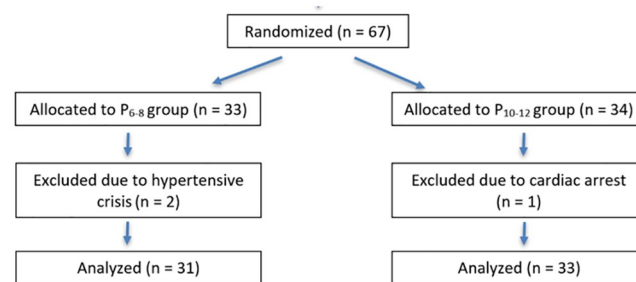 Randomized (n = 67)
Allocated to P6-8 group (n = 33)
Allocated to P10-12 group (n = 34)
Excluded due to hypertensive
crisis (n = 2)
Excluded due to cardiac arrest
(n = 1)
Analyzed (n = 31)
Analyzed (n = 33)